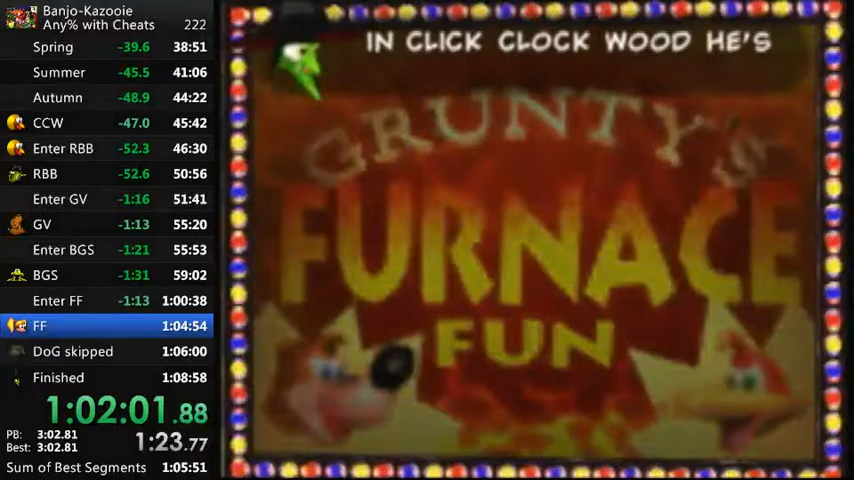 Banjo-Kazooie
Any% with Cheats 222
Spring -39.6 38:51
Summer -45.5 41:06
Autumn -48.9 44:22
CCW -47.0 45:42
Enter RBB -52.3 46:30
RBB -52.6 50:56
Enter GV -1:16 51:41
GV -1:13 55:20
Enter BGS -1:21 55:53
BGS -1:31 59:02
Enter FF -1:13 1:00:38
FF 1:04:54
DoG skipped 1:06:00
Finished 1:08:58
1:02:01.88
PB: 3:02.81
Best: 3:02.81
1:23.77
Sum of Best Segments 1:05:51
IN CLICK CLOCK WOOD HE'S
GRUNTY'S
FURNACE
FUN